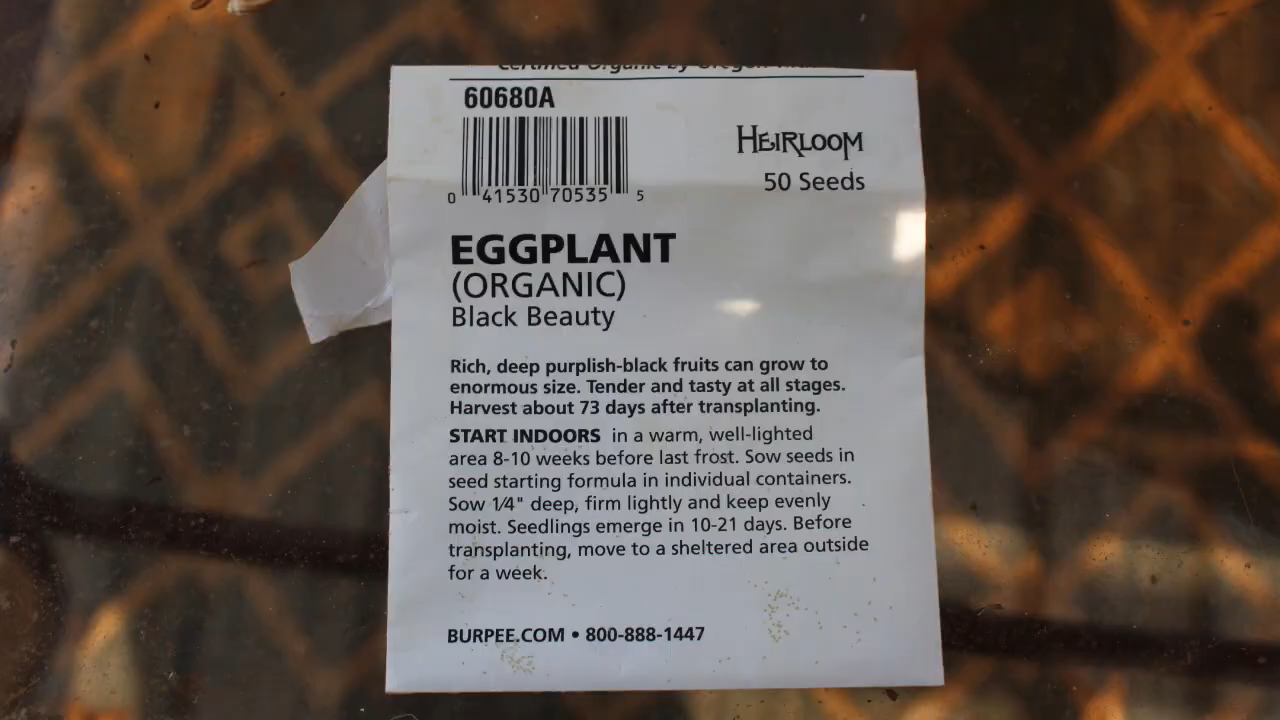 Certified Organic by Oregon
60680A
HEIRLOOM
0 41530 70535 5
50 Seeds
EGGPLANT
(ORGANIC)
Black Beauty
Rich, deep purplish-black fruits can grow to
enormous size. Tender and tasty at all stages.
Harvest about 73 days after transplanting.
START INDOORS in a warm, well-lighted
area 8-10 weeks before last frost. Sow seeds in
seed starting formula in individual containers.
Sow 1/4" deep, firm lightly and keep evenly
moist. Seedlings emerge in 10-21 days. Before
transplanting, move to a sheltered area outside
for a week.
BURPEE.COM • 800-888-1447